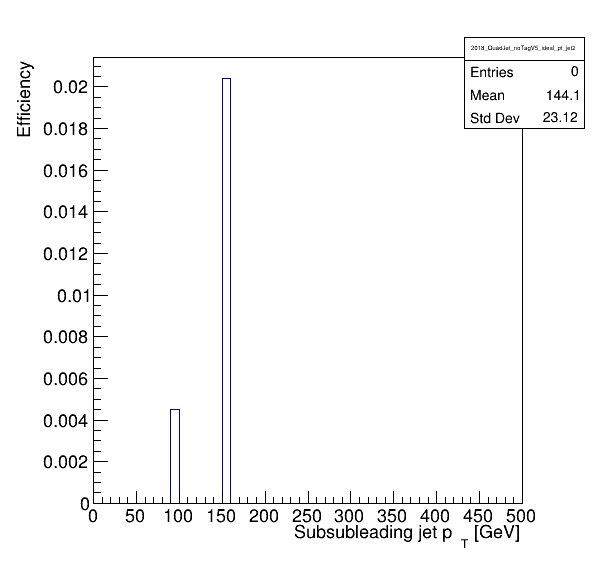 2018_QuadJet_noTagV5_ideal_pt_jet2
Entries 0
Mean 144.1
Std Dev 23.12
Efficiency
0.02
0.018
0.016
0.014
0.012
0.01
0.008
0.006
0.004
0.002
0
0 50 100 150 200 250 300 350 400 450 500
Subsubleading jet p T [GeV]